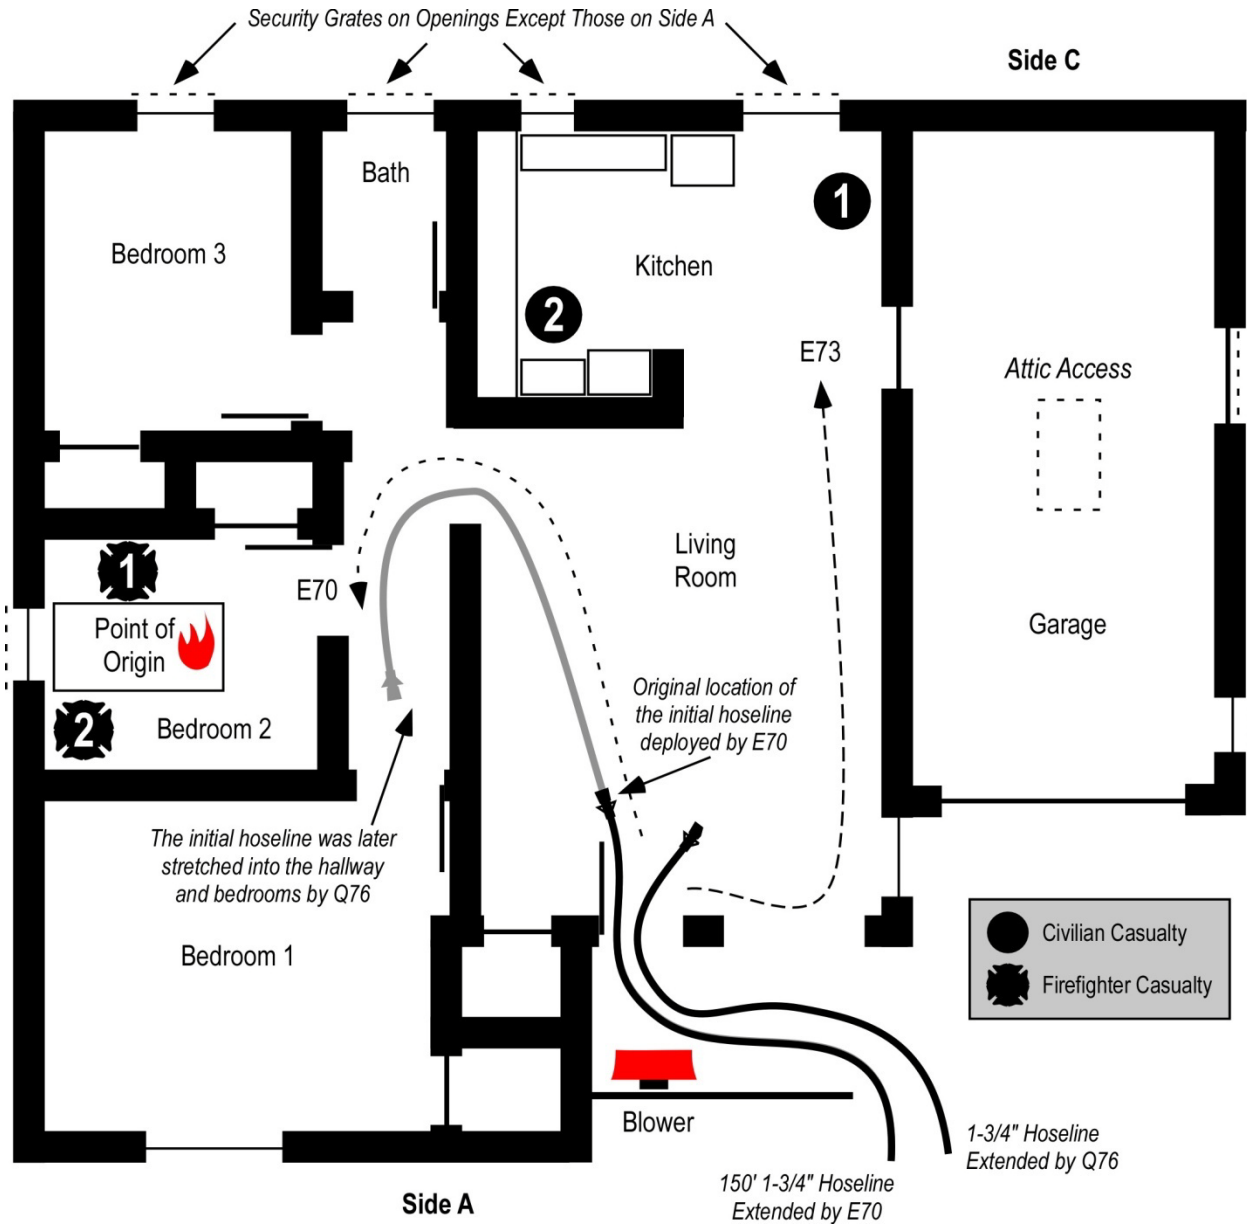 Security Grates on Openings Except Those on Side A
Side C
Bath
1
Bedroom 3
Kitchen
2
E73
Attic Access
Living
Room
1
E70
Point of
Origin
Garage
Original location of
the initial hoseline
deployed by E70
2
Bedroom 2
The initial hoseline was later
stretched into the hallway
and bedrooms by Q76
Bedroom 1
Civilian Casualty
Firefighter Casualty
Blower
1-3/4" Hoseline
Extended by Q76
150' 1-3/4" Hoseline
Extended by E70
Side A